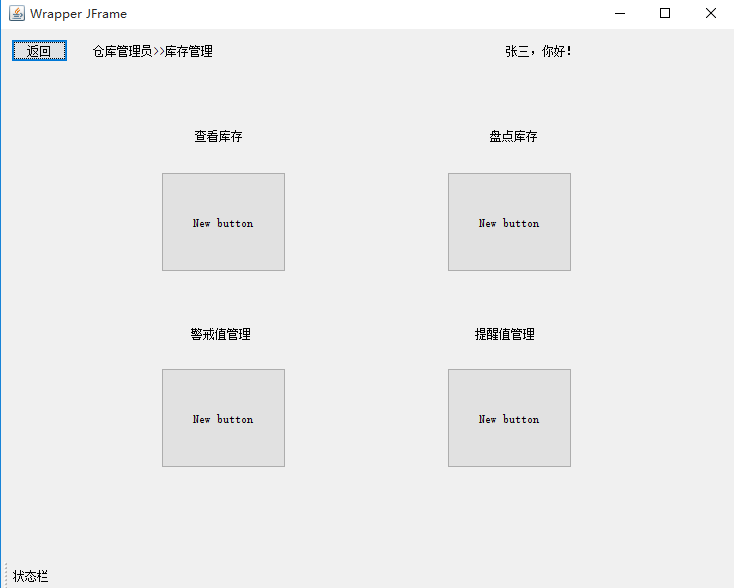 Wrapper JFrame
返回 仓库管理员>>库存管理 张三，你好！
查看库存 盘点库存
New button New button
警戒值管理 提醒值管理
New button New button
状态栏